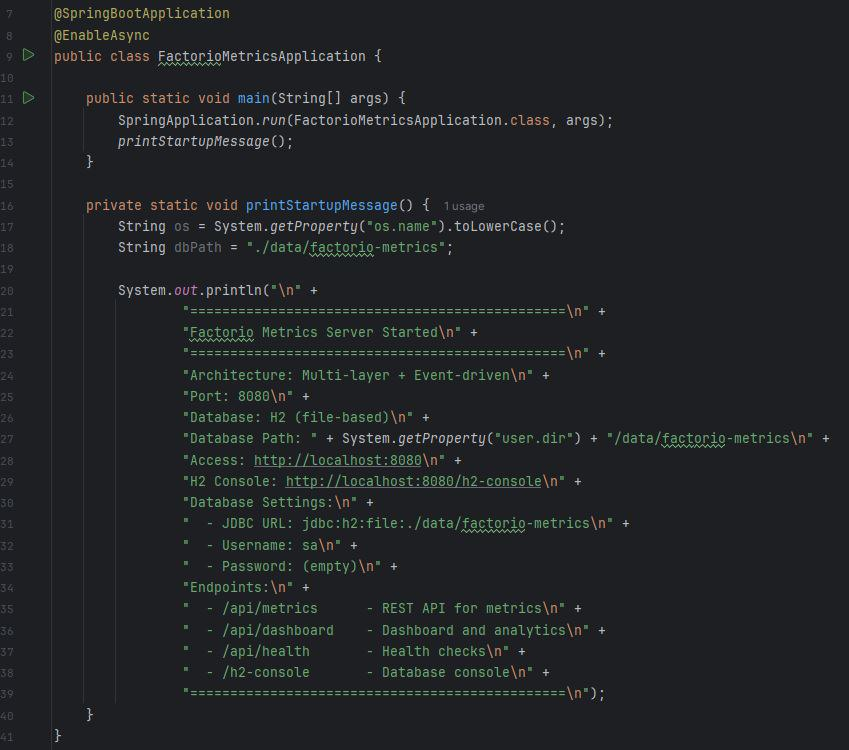 7 @SpringBootApplication
8 @EnableAsync
9 public class FactorioMetricsApplication {
10
11     public static void main(String[] args) {
12         SpringApplication.run(FactorioMetricsApplication.class, args);
13         printStartupMessage();
14     }
15
16     private static void printStartupMessage() { 1 usage
17         String os = System.getProperty("os.name").toLowerCase();
18         String dbPath = "./data/factorio-metrics";
19
20         System.out.println("\n" +
21                 "===============================================\n" +
22                 "Factorio Metrics Server Started\n" +
23                 "===============================================\n" +
24                 "Architecture: Multi-layer + Event-driven\n" +
25                 "Port: 8080\n" +
26                 "Database: H2 (file-based)\n" +
27                 "Database Path: " + System.getProperty("user.dir") + "/data/factorio-metrics\n" +
28                 "Access: http://localhost:8080\n" +
29                 "H2 Console: http://localhost:8080/h2-console\n" +
30                 "Database Settings:\n" +
31                 "  - JDBC URL: jdbc:h2:file:./data/factorio-metrics\n" +
32                 "  - Username: sa\n" +
33                 "  - Password: (empty)\n" +
34                 "Endpoints:\n" +
35                 "  - /api/metrics      - REST API for metrics\n" +
36                 "  - /api/dashboard    - Dashboard and analytics\n" +
37                 "  - /api/health       - Health checks\n" +
38                 "  - /h2-console       - Database console\n" +
39                 "===============================================\n");
40     }
41 }